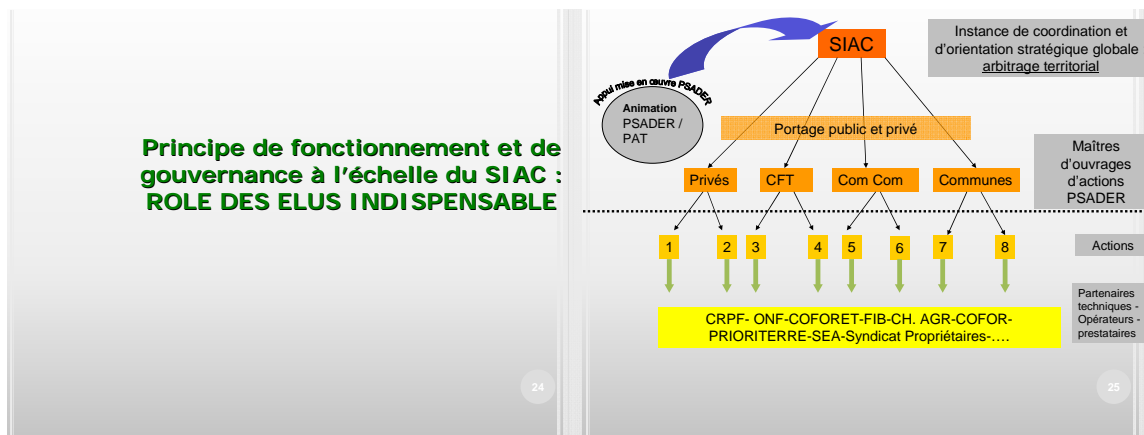 Principe de fonctionnement et de
gouvernance à l'échelle du SIAC :
ROLE DES ELUS INDISPENSABLE
24
SIAC
Instance de coordination et
d'orientation stratégique globale
arbitrage territorial
Appui mise en œuvre PSADER
Animation
PSADER /
PAT
Portage public et privé
Maîtres
d'ouvrages
d'actions
PSADER
Privés
CFT
Com Com
Communes
1
2
3
4
5
6
7
8
Actions
Partenaires
techniques -
Opérateurs -
prestataires
CRPF- ONF-COFORET-FIB-CH. AGR-COFOR-
PRIORITERRE-SEA-Syndicat Propriétaires-....
25